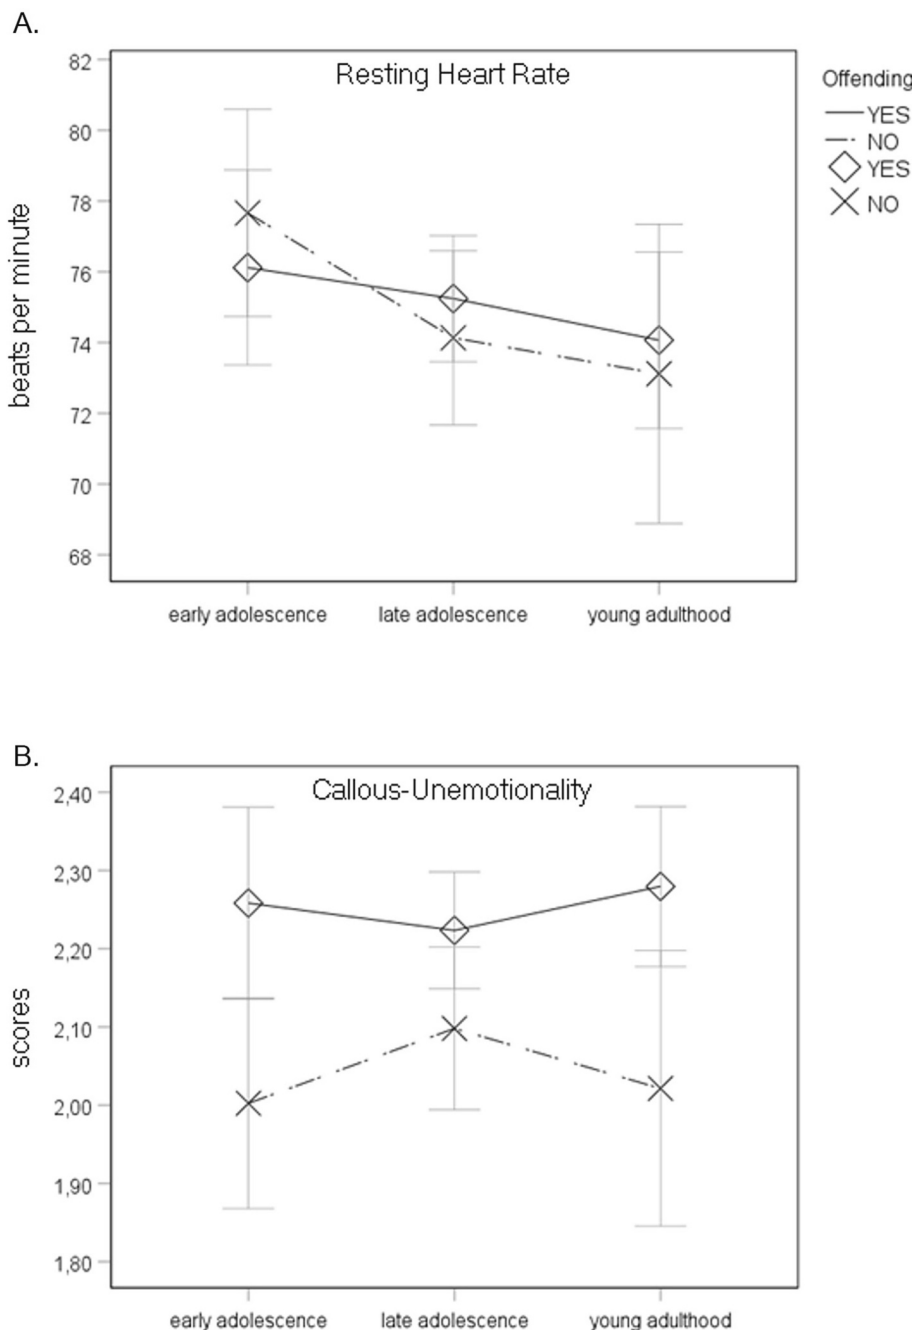 A.
Resting Heart Rate
Offending
YES
NO
YES
NO
82
80
78
76
74
72
70
68
beats per minute
early adolescence late adolescence young adulthood
B.
Callous-Unemotionality
2,40
2,30
2,20
2,10
2,00
1,90
1,80
scores
early adolescence late adolescence young adulthood